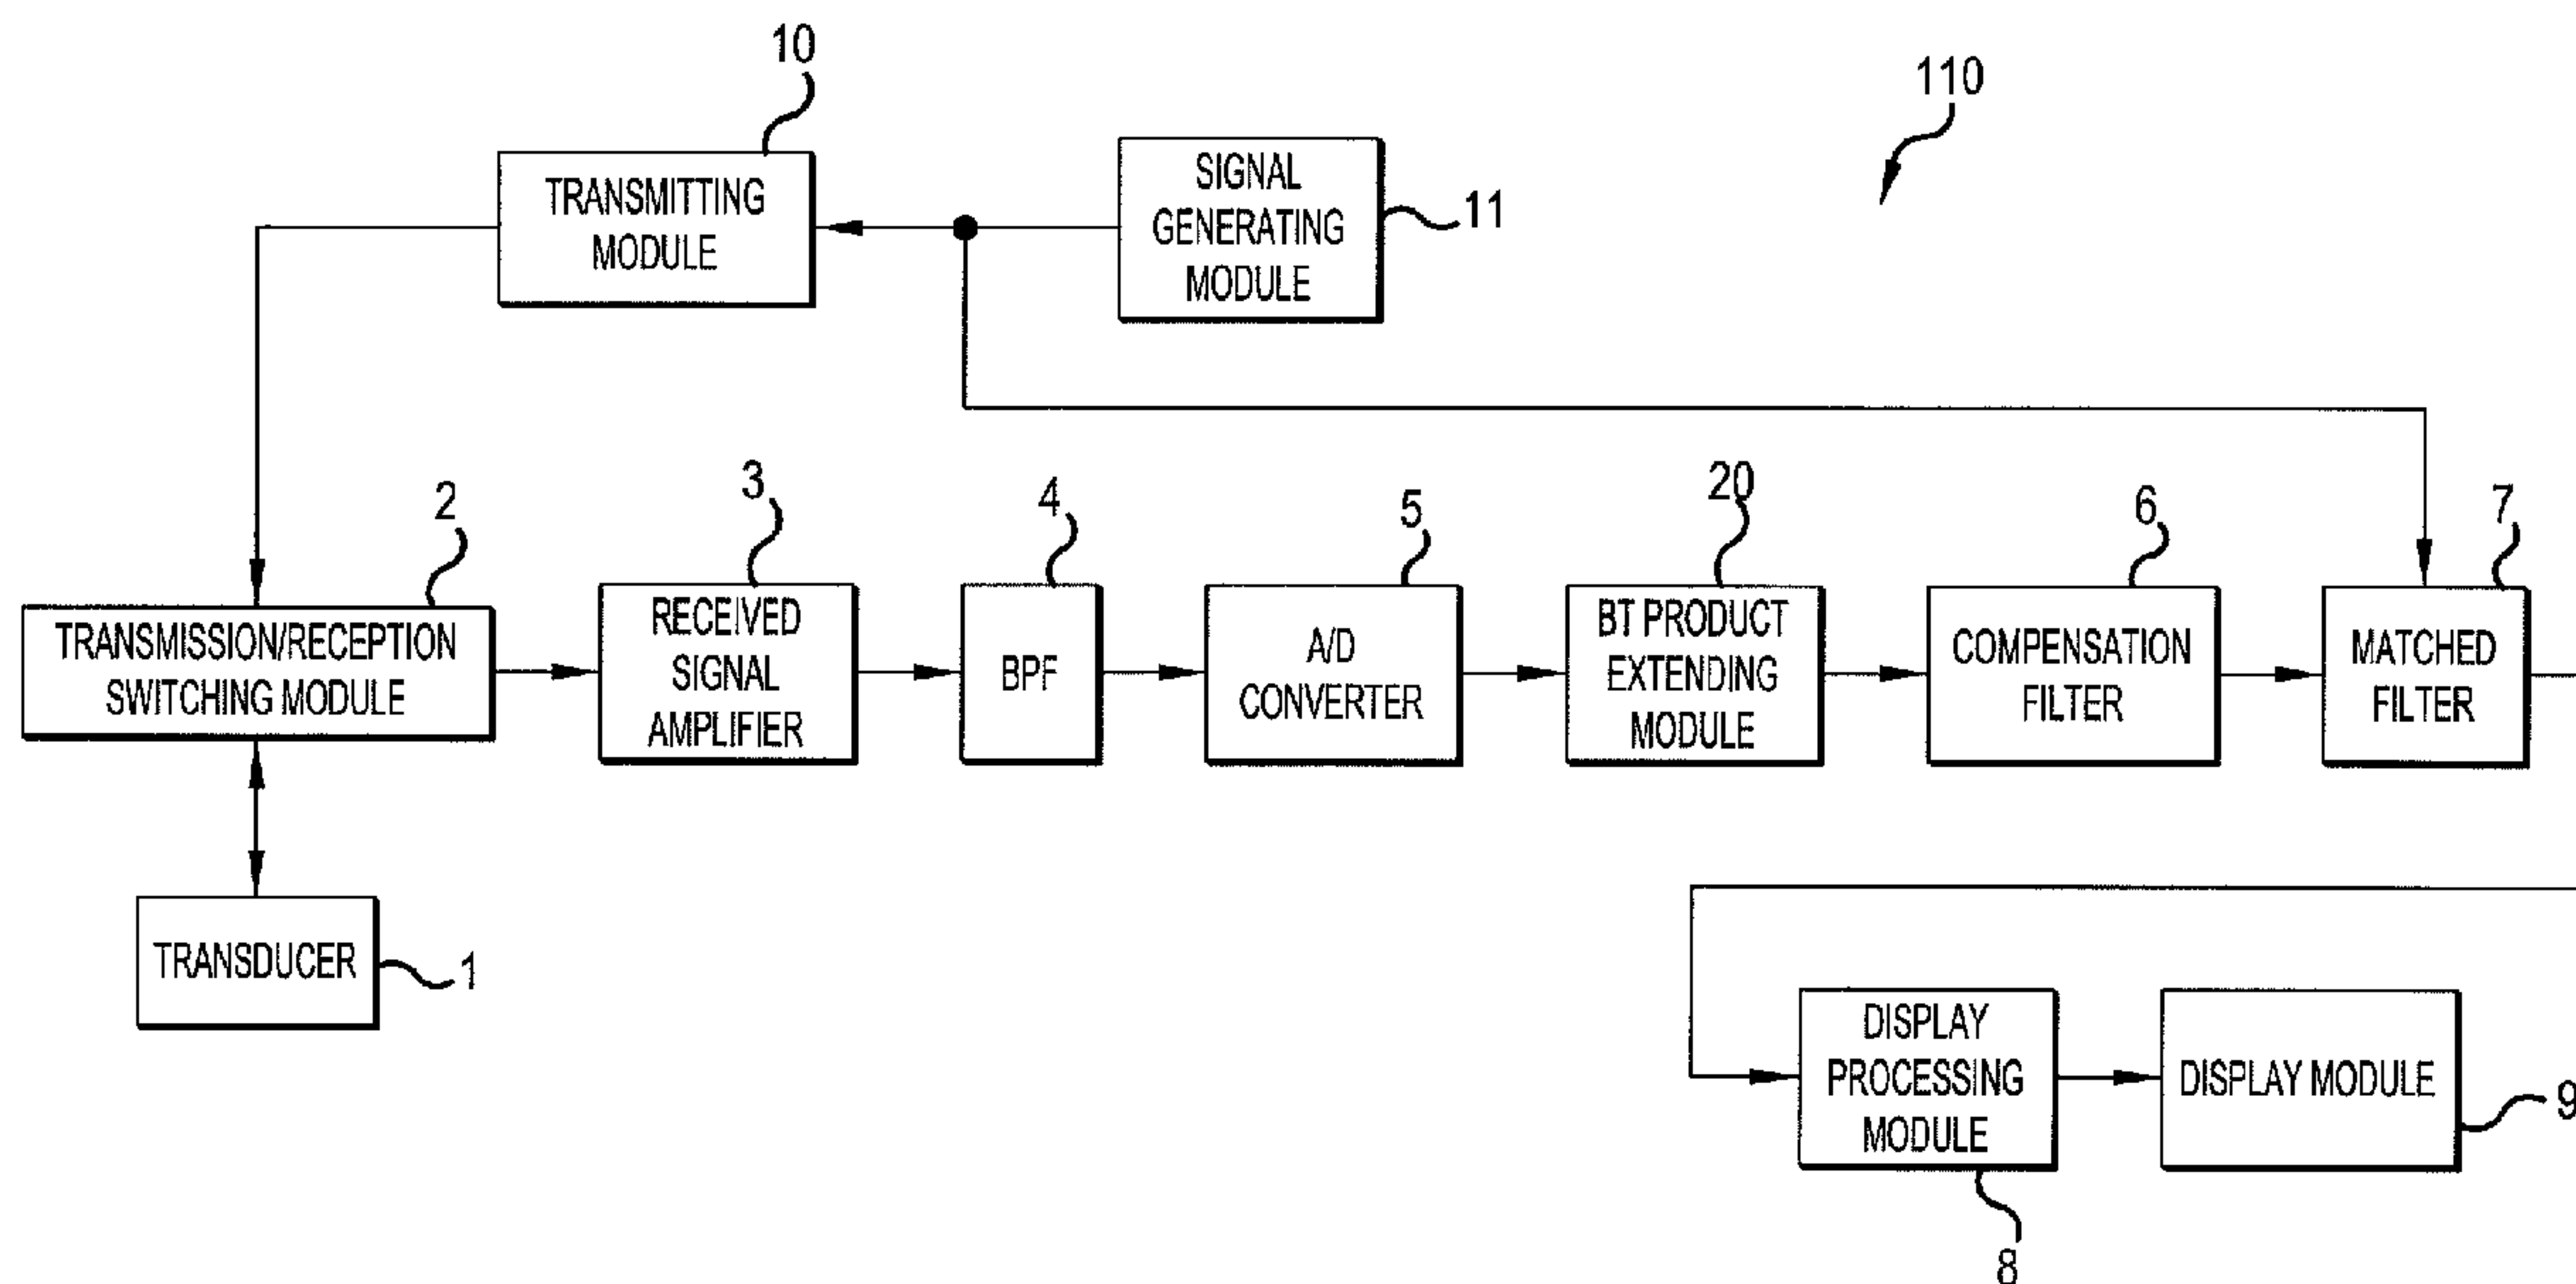 10
110
TRANSMITTING
MODULE
SIGNAL
GENERATING
MODULE
11
2
3
4
5
20
6
7
TRANSMISSION/RECEPTION
SWITCHING MODULE
RECEIVED
SIGNAL
AMPLIFIER
BPF
A/D
CONVERTER
BT PRODUCT
EXTENDING
MODULE
COMPENSATION
FILTER
MATCHED
FILTER
TRANSDUCER
1
DISPLAY
PROCESSING
MODULE
DISPLAY MODULE
9
8